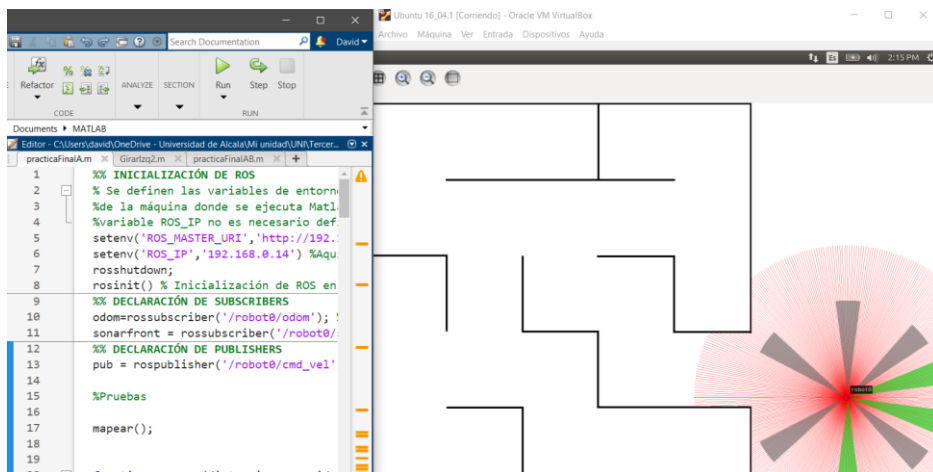 Ubuntu 16_04.1 [Corriendo] - Oracle VM VirtualBox
Archivo Máquina Ver Entrada Dispositivos Ayuda
Search Documentation
David
Es
2:15 PM
Refactor
ANALYZE
SECTION
Run
Step
Stop
CODE
RUN
Documents
MATLAB
Editor - C:\Users\david\OneDrive - Universidad de Alcala\Mi unidad\UNI\Tercer...
practicaFinalA.m
GirarIzq2.m
practicaFinalAB.m
1 %% INICIALIZACIÓN DE ROS
2 % Se definen las variables de entorn
3 %de la máquina donde se ejecuta Matl
4 %variable ROS_IP no es necesario def
5 setenv('ROS_MASTER_URI','http://192.
6 setenv('ROS_IP','192.168.0.14') %Aqu
7 rosshutdown;
8 rosinit() % Inicialización de ROS en
9 %% DECLARACIÓN DE SUBSCRIBERS
10 odom=rossubscriber('/robot0/odom');
11 sonarfront = rossubscriber('/robot0/
12 %% DECLARACIÓN DE PUBLISHERS
13 pub = rospublisher('/robot0/cmd_vel'
14
15 %Pruebas
16
17 mapear();
18
19
robot0